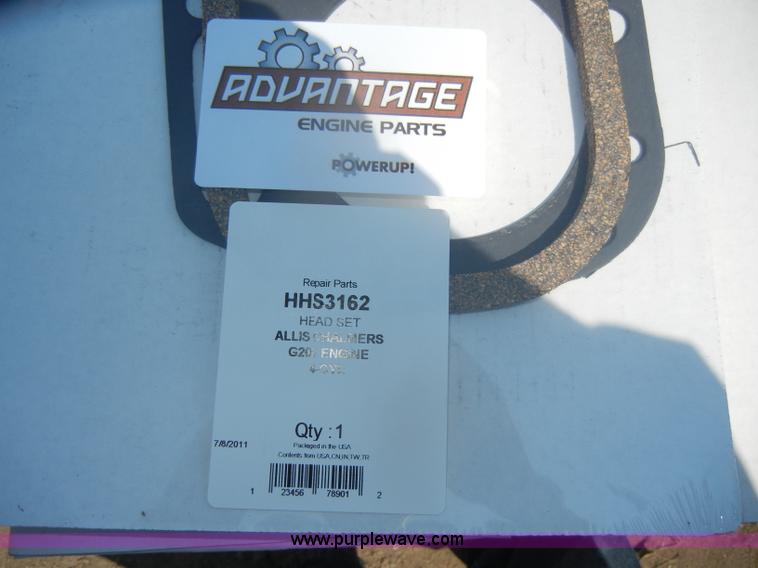 ADVANTAGE
ENGINE PARTS
POWERUP!
Repair Parts
HHS3162
HEAD SET
ALLIS CHALMERS
G207 ENGINE
Qty : 1
7/8/2011
Packaged in the USA
Contents from USA,CN,IN,TW,TR
1 23456 78901 2
www.purplewave.com